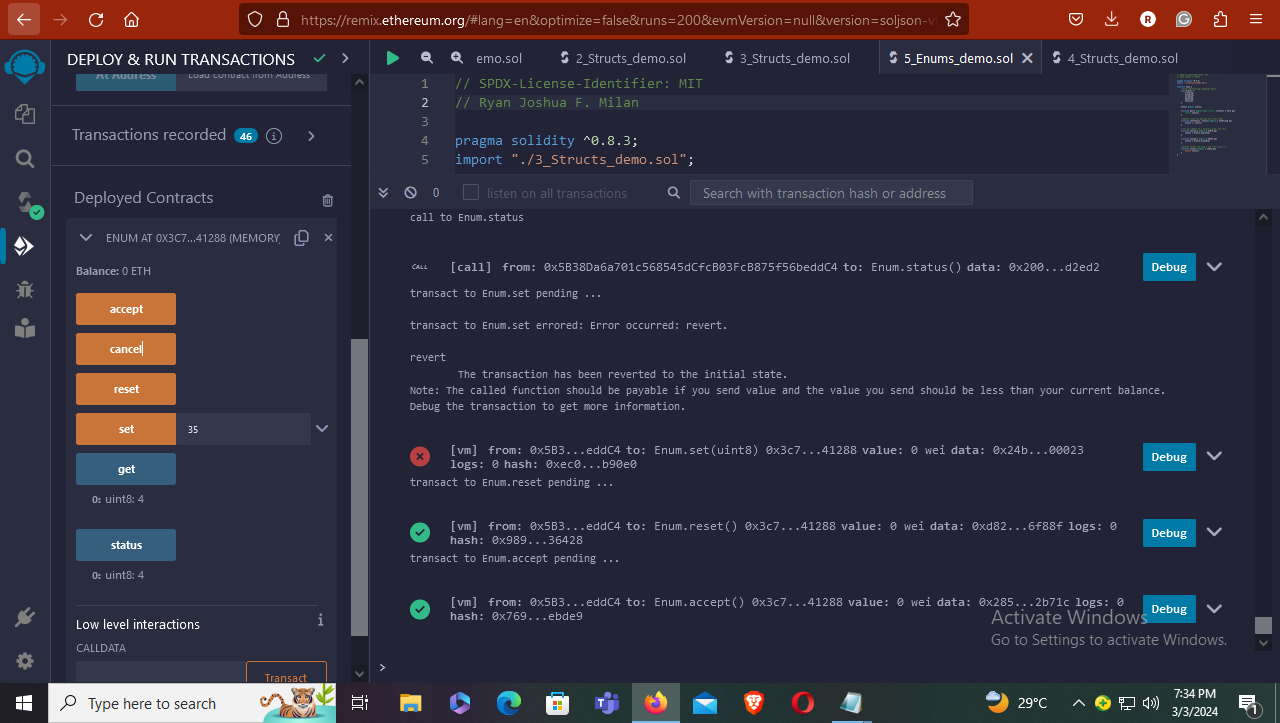 https://remix.ethereum.org/#lang=en&optimize=false&runs=200&evmVersion=null&version=soljson-v
R
DEPLOY & RUN TRANSACTIONS
At Address
Load contract from Address
Transactions recorded 46 i
Deployed Contracts
ENUM AT 0X3C7...41288 (MEMORY)
Balance: 0 ETH
accept
cancel
reset
set 35
get
0: uint8: 4
status
0: uint8: 4
Low level interactions i
CALLDATA
Transact
emo.sol 2_Structs_demo.sol 3_Structs_demo.sol 5_Enums_demo.sol 4_Structs_demo.sol
1 // SPDX-License-Identifier: MIT
2 // Ryan Joshua F. Milan
3
4 pragma solidity ^0.8.3;
5 import "./3_Structs_demo.sol";
0 listen on all transactions Search with transaction hash or address
call to Enum.status
CALL [call] from: 0x5B38Da6a701c568545dCfcB03FcB875f56beddC4 to: Enum.status() data: 0x200...d2ed2 Debug
transact to Enum.set pending ...
transact to Enum.set errored: Error occurred: revert.
revert
The transaction has been reverted to the initial state.
Note: The called function should be payable if you send value and the value you send should be less than your current balance.
Debug the transaction to get more information.
[vm] from: 0x5B3...eddC4 to: Enum.set(uint8) 0x3c7...41288 value: 0 wei data: 0x24b...00023 Debug
logs: 0 hash: 0xec0...b90e0
transact to Enum.reset pending ...
[vm] from: 0x5B3...eddC4 to: Enum.reset() 0x3c7...41288 value: 0 wei data: 0xd82...6f88f logs: 0 Debug
hash: 0x989...36428
transact to Enum.accept pending ...
[vm] from: 0x5B3...eddC4 to: Enum.accept() 0x3c7...41288 value: 0 wei data: 0x285...2b71c logs: 0 Debug
hash: 0x769...ebde9
>
Activate Windows
Go to Settings to activate Windows.
Type here to search
29°C
7:34 PM
3/3/2024
1